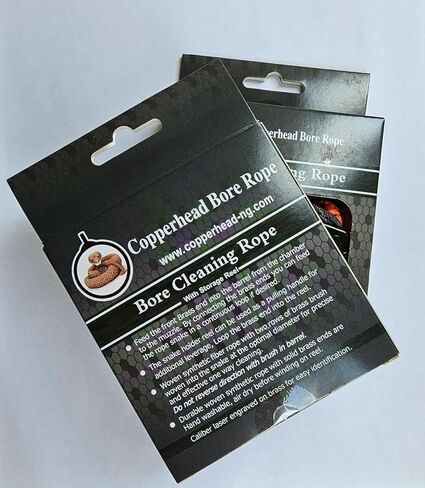 Copperhead Bore Rope
www.copperhead-ng.com
Bore Cleaning Rope
With Storage Reel
Feed the front Brass end into the barrel from the chamber
to the muzzle. By connecting the brass ends you can feed
the rope snake in a continuous loop if desired.
The snake holder reel can be used as a pulling handle for
additional leverage. Lock the brass end into the reel.
Woven synthetic fiber rope with two rows of brass brush
woven into the snake at the optimal diameter for precise
and effective one way cleaning.
Do not reverse direction with brush in barrel.
Durable woven synthetic rope with solid brass ends are
Hand washable, air dry before winding on reel.
Caliber laser engraved on brass for easy identification.
Bore Rope
Rope